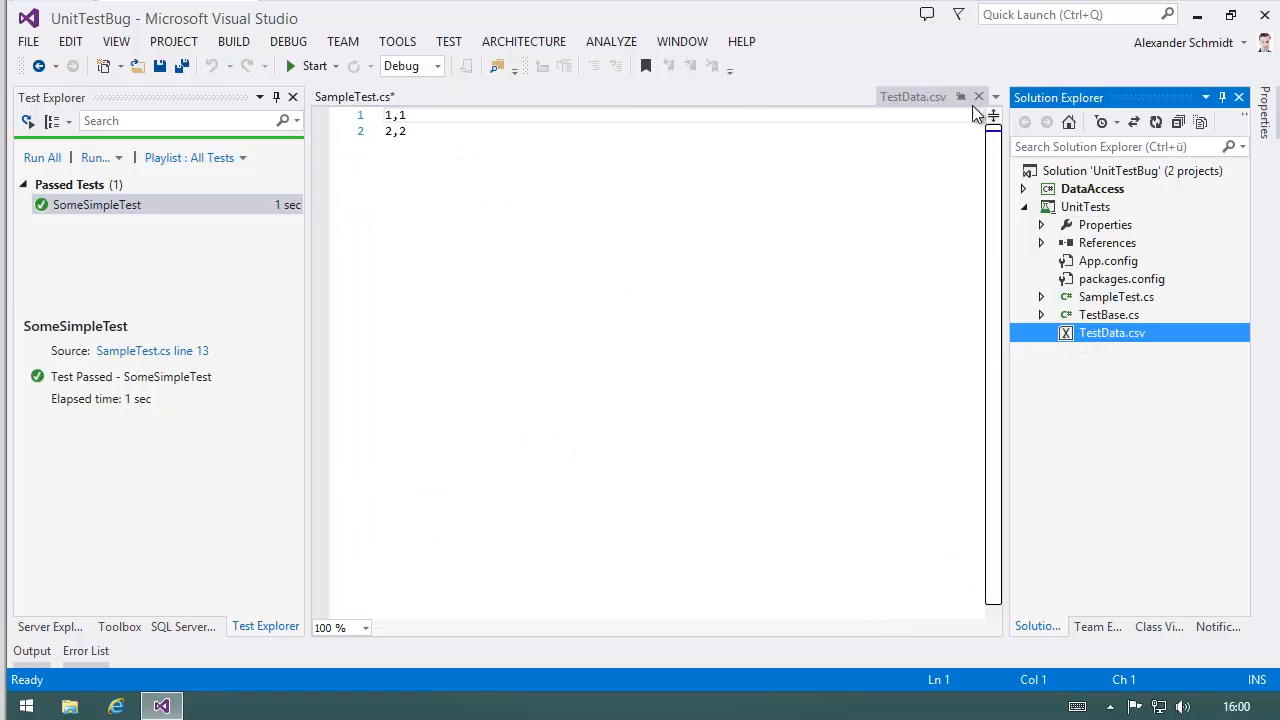 UnitTestBug - Microsoft Visual Studio
Quick Launch (Ctrl+Q)
FILE EDIT VIEW PROJECT BUILD DEBUG TEAM TOOLS TEST ARCHITECTURE ANALYZE WINDOW HELP
Alexander Schmidt
Start
Debug
Test Explorer
Search
Run All
Run...
Playlist : All Tests
Passed Tests (1)
SomeSimpleTest 1 sec
SomeSimpleTest
Source: SampleTest.cs line 13
Test Passed - SomeSimpleTest
Elapsed time: 1 sec
Server Expl...
Toolbox
SQL Server...
Test Explorer
SampleTest.cs*
TestData.csv
1 1,1
2 2,2
100 %
Solution Explorer
Search Solution Explorer (Ctrl+ü)
Solution 'UnitTestBug' (2 projects)
C# DataAccess
UnitTests
Properties
References
App.config
packages.config
C# SampleTest.cs
C# TestBase.cs
X TestData.csv
Solutio...
Team E...
Class Vi...
Notific...
Properties
Output
Error List
Ready
Ln 1
Col 1
Ch 1
INS
16:00